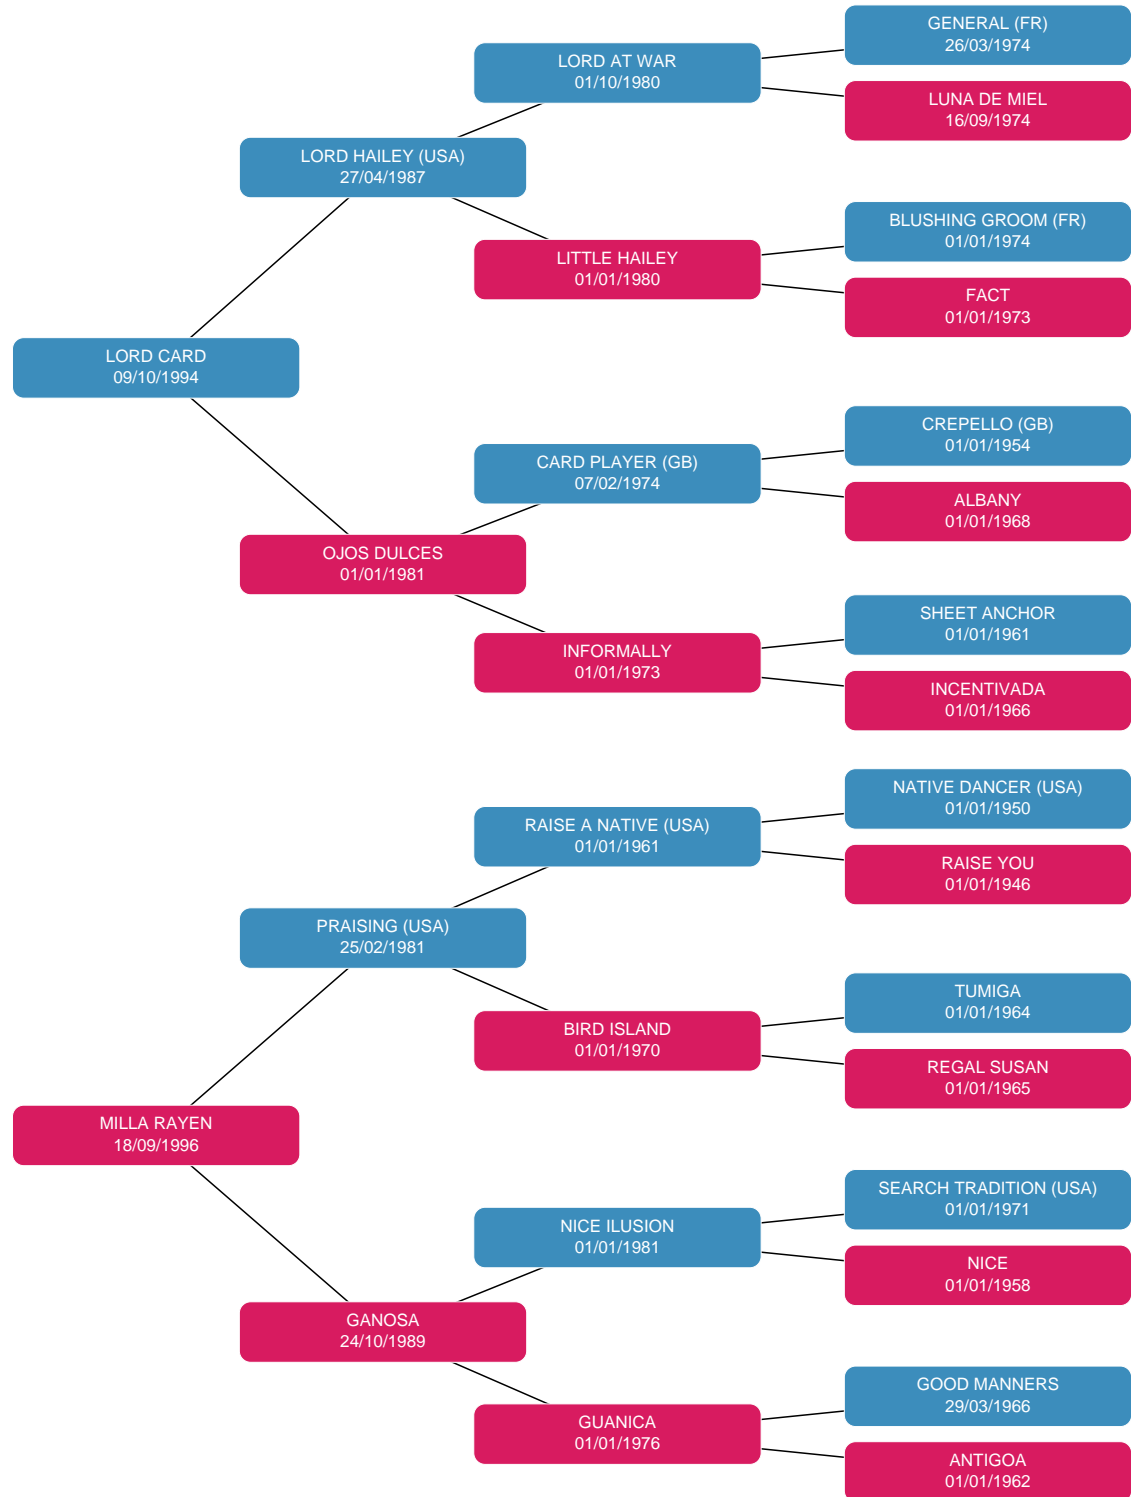 GENERAL (FR)
26/03/1974
LORD AT WAR
01/10/1980
LUNA DE MIEL
16/09/1974
LORD HAILEY (USA)
27/04/1987
BLUSHING GROOM (FR)
01/01/1974
LITTLE HAILEY
01/01/1980
FACT
01/01/1973
LORD CARD
09/10/1994
CREPELLO (GB)
01/01/1954
CARD PLAYER (GB)
07/02/1974
ALBANY
01/01/1968
OJOS DULCES
01/01/1981
SHEET ANCHOR
01/01/1961
INFORMALLY
01/01/1973
INCENTIVADA
01/01/1966
NATIVE DANCER (USA)
01/01/1950
RAISE A NATIVE (USA)
01/01/1961
RAISE YOU
01/01/1946
PRAISING (USA)
25/02/1981
TUMIGA
01/01/1964
BIRD ISLAND
01/01/1970
REGAL SUSAN
01/01/1965
MILLA RAYEN
18/09/1996
SEARCH TRADITION (USA)
01/01/1971
NICE ILUSION
01/01/1981
NICE
01/01/1958
GANOSA
24/10/1989
GOOD MANNERS
29/03/1966
GUANICA
01/01/1976
ANTIGOA
01/01/1962